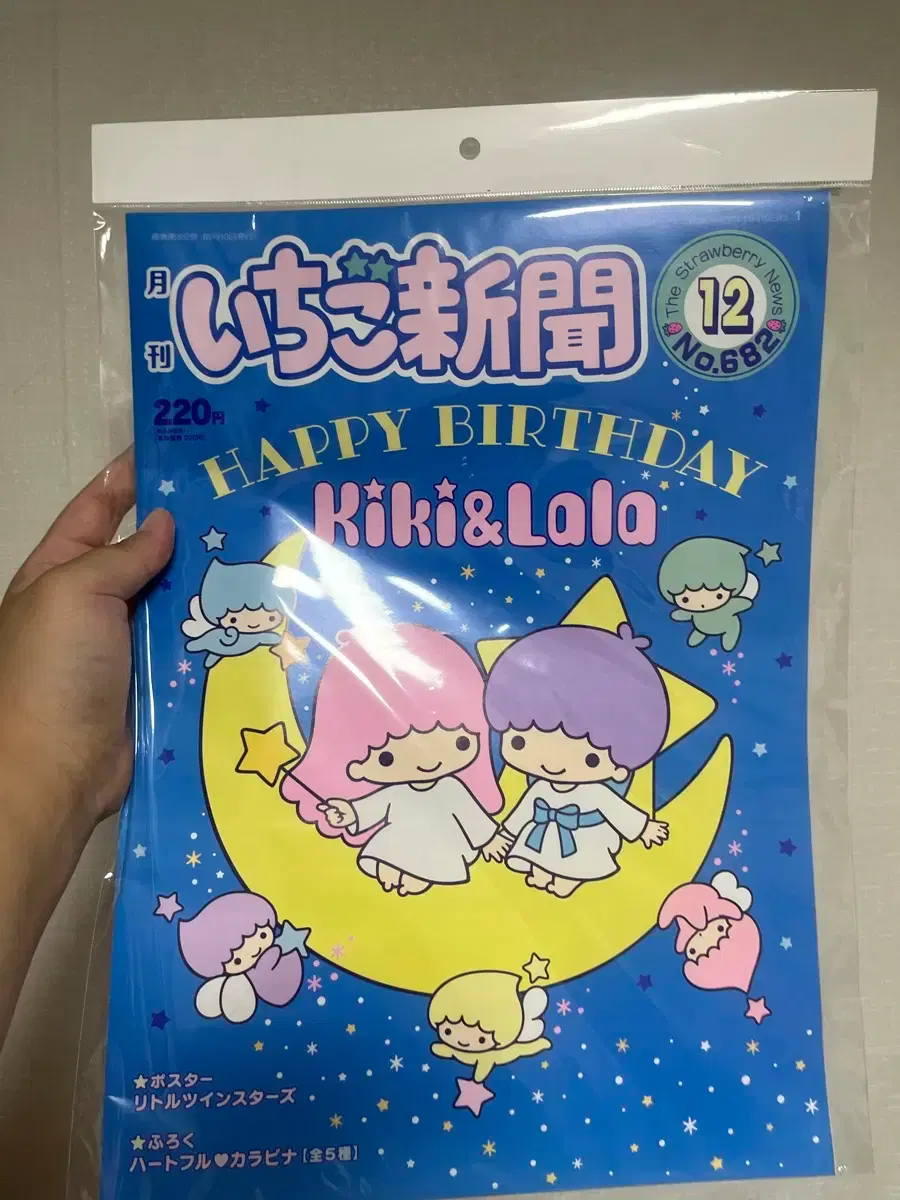 月刊
いちご新聞
The Strawberry News
12
No.682
220円
HAPPY BIRTHDAY
Kiki&Lala
★ポスター
リトルツインスターズ
★ふろく
ハートフル♥カラビナ【全5種】